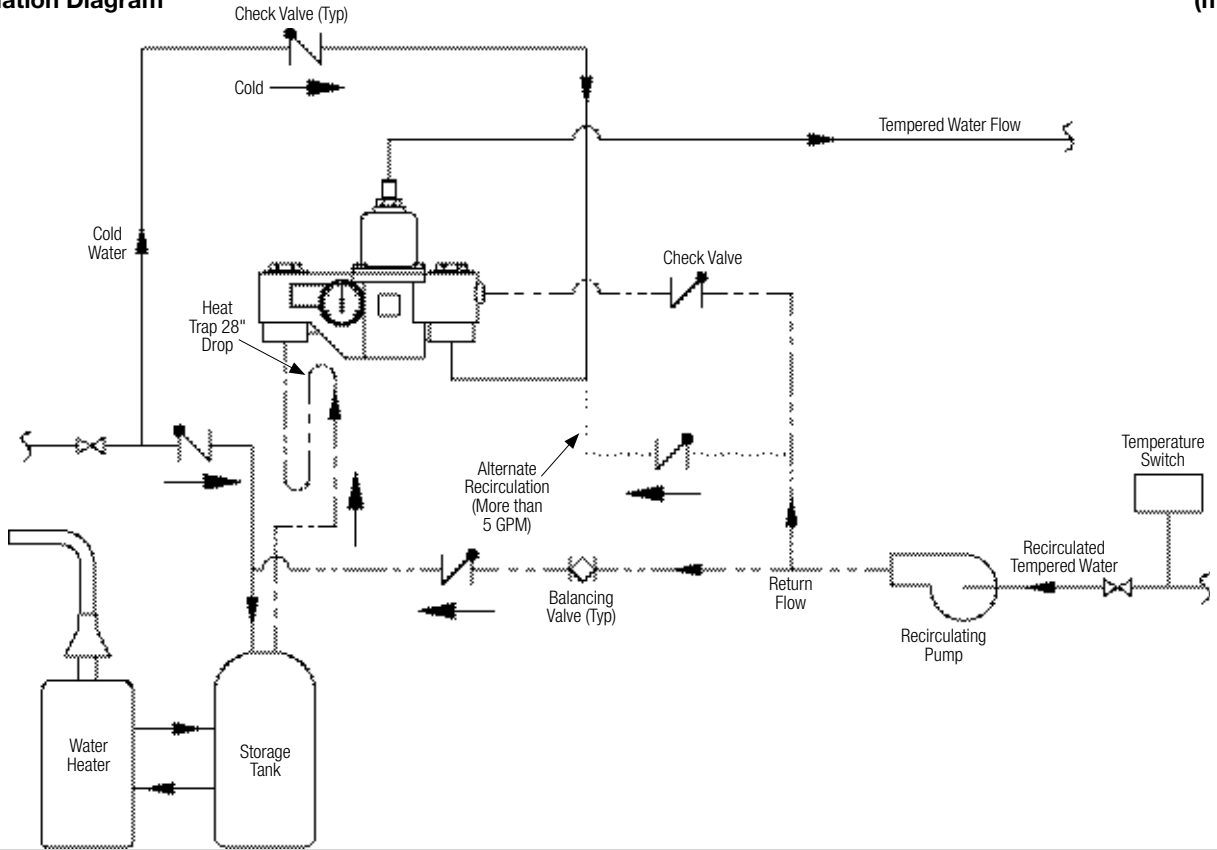 Diagram
Check Valve (Typ)
Cold
Tempered Water Flow
Cold
Water
Check Valve
Heat
Trap 28"
Drop
Temperature
Switch
Alternate
Recirculation
(More than
5 GPM)
Recirculated
Tempered Water
Balancing
Valve (Typ)
Return
Flow
Recirculating
Pump
Water
Heater
Storage
Tank